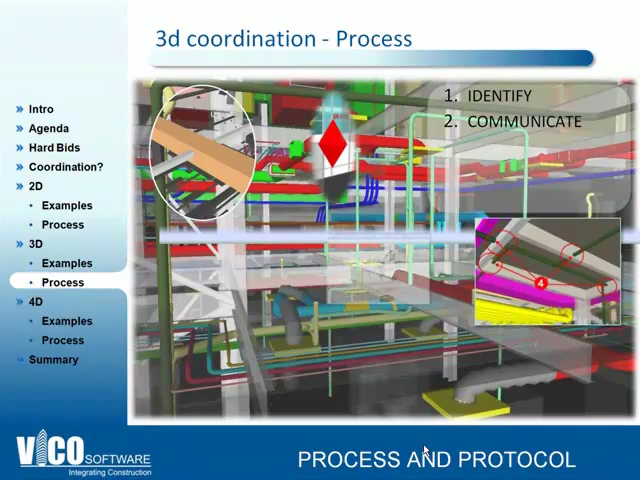 3d coordination - Process
1. IDENTIFY
2. COMMUNICATE
» Intro
» Agenda
» Hard Bids
» Coordination?
» 2D
• Examples
• Process
» 3D
• Examples
• Process
» 4D
• Examples
• Process
» Summary
4
VICO SOFTWARE
Integrating Construction
PROCESS AND PROTOCOL